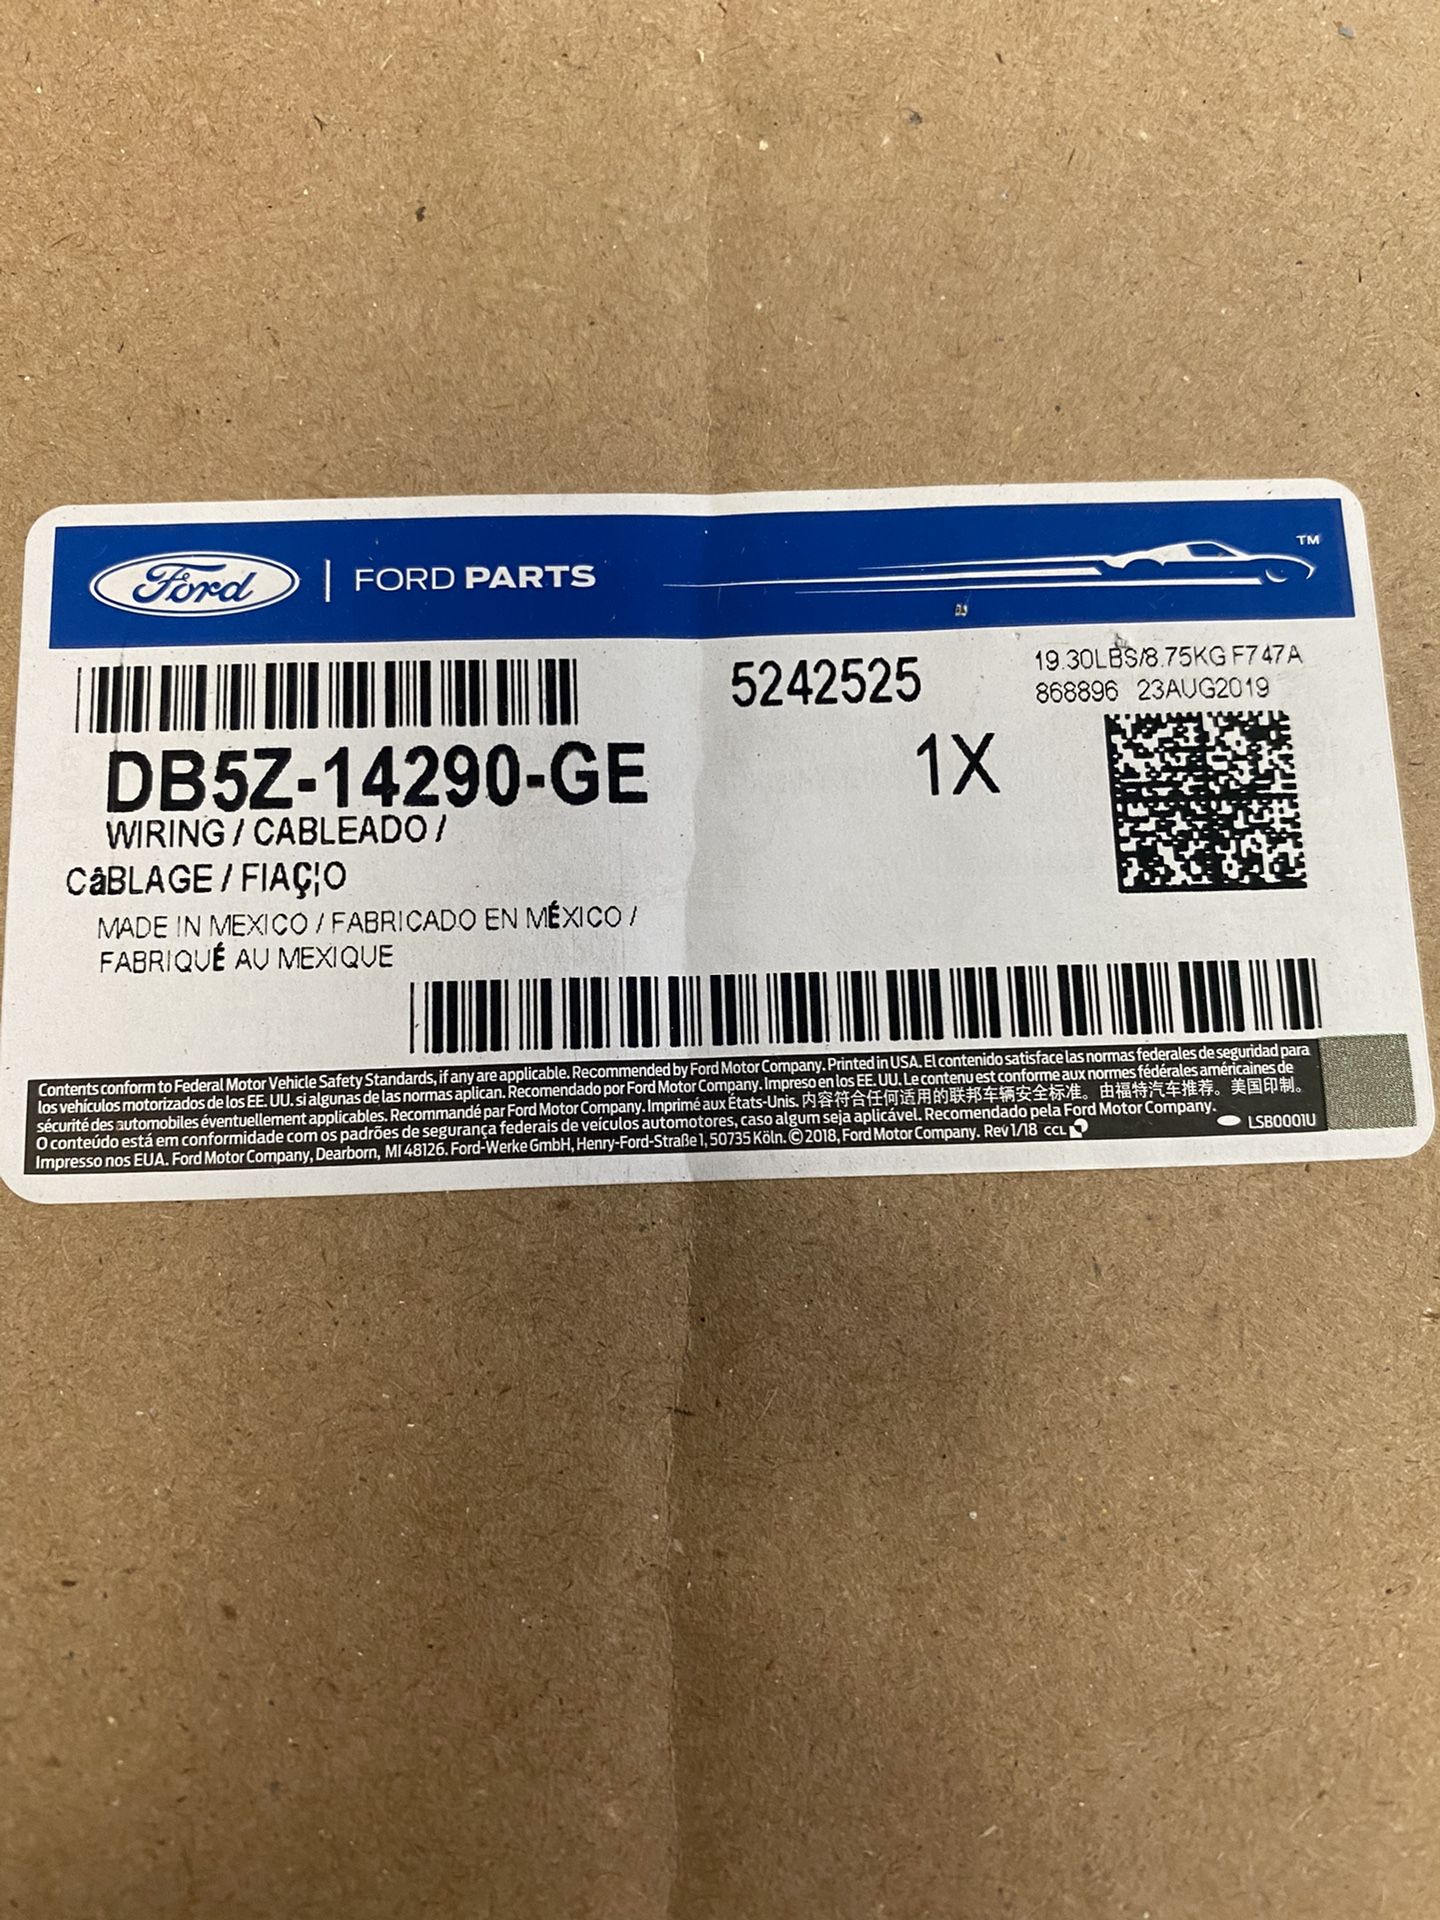 Ford | FORD PARTS
TM
5242525
19.30LBS/8.75KG F747A
868896 23AUG2019
DB5Z-14290-GE
1X
WIRING / CABLEADO /
CâBLAGE / FIAÇ¦O
MADE IN MEXICO / FABRICADO EN MÉXICO /
FABRIQUÉ AU MEXIQUE
Contents conform to Federal Motor Vehicle Safety Standards, if any are applicable. Recommended by Ford Motor Company. Printed in USA. El contenido satisface las normas federales de seguridad para
los vehículos motorizados de los EE. UU. si algunas de las normas aplican. Recomendado por Ford Motor Company. Impreso en los EE. UU. Le contenu est conforme aux normes fédérales américaines de
sécurité des automobiles éventuellement applicables. Recommandé par Ford Motor Company. Imprimé aux États-Unis. 内容符合任何适用的联邦车辆安全标准。由福特汽车推荐。美国印制。
O conteúdo está em conformidade com os padrões de segurança federais de veículos automotores, caso algum seja aplicável. Recomendado pela Ford Motor Company.
Impresso nos EUA. Ford Motor Company, Dearborn, MI 48126. Ford-Werke GmbH, Henry-Ford-Straße 1, 50735 Köln. © 2018, Ford Motor Company. Rev 1/18 CCL LSB0001U